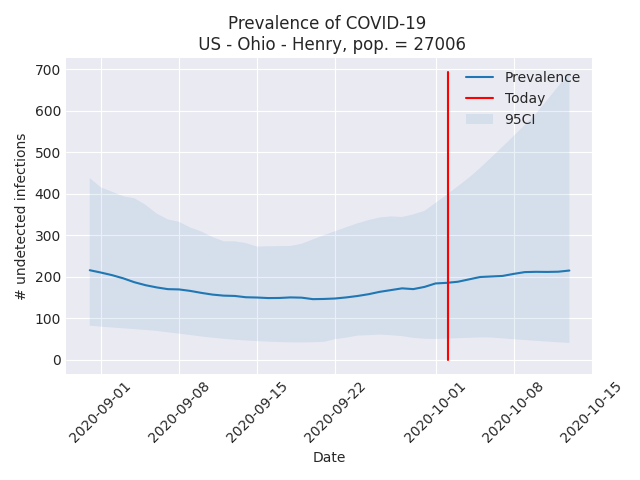 Prevalence of COVID-19
US - Ohio - Henry, pop. = 27006
700
600
500
400
300
200
100
0
# undetected infections
Prevalence
Today
95CI
2020-09-01
2020-09-08
2020-09-15
2020-09-22
2020-10-01
2020-10-08
2020-10-15
Date